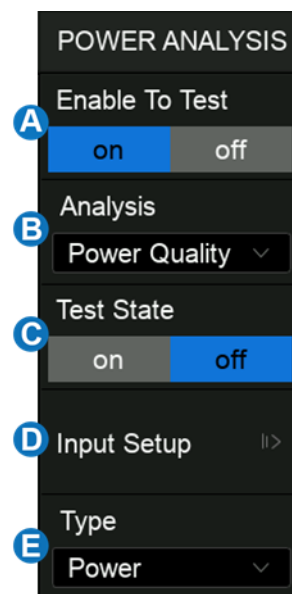 POWER ANALYSIS
Enable To Test
A
on off
Analysis
B
Power Quality
Test State
C
on off
D Input Setup
Type
E
Power